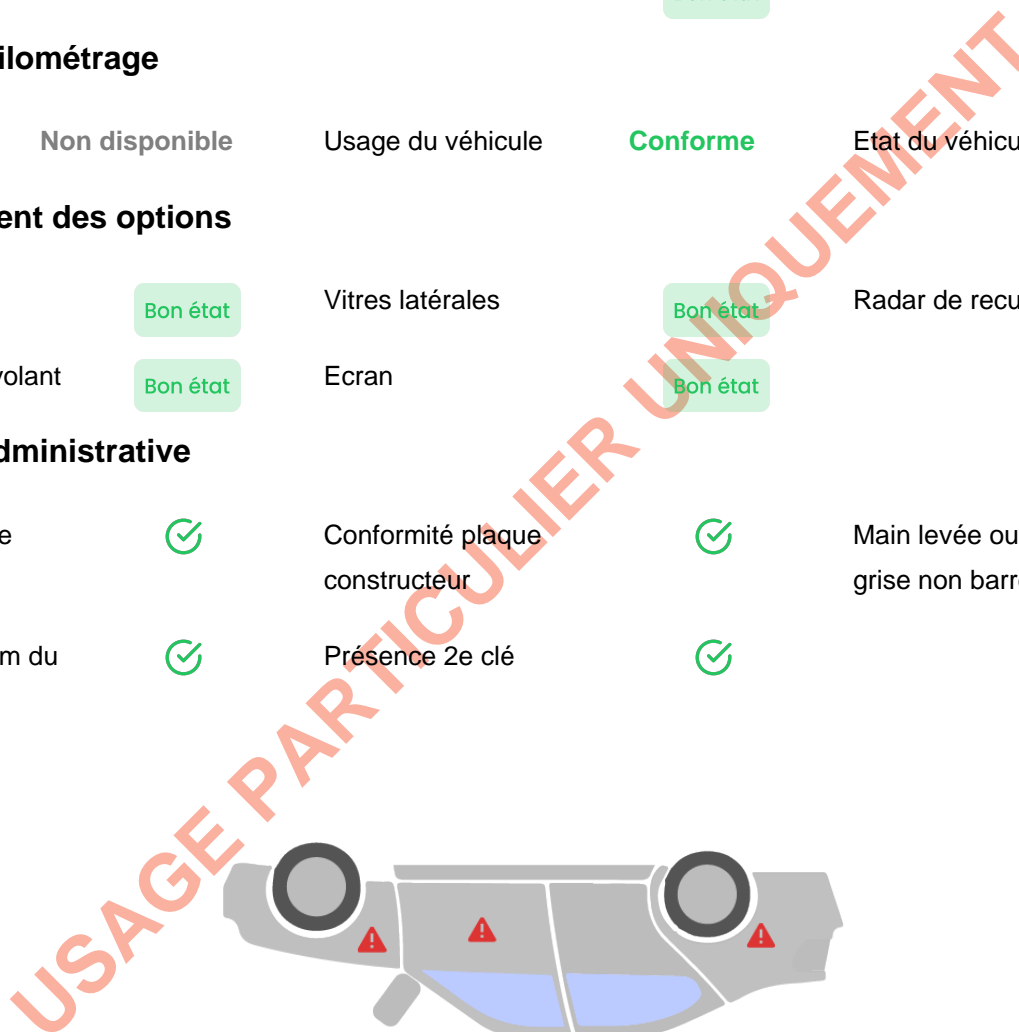 ilométrage
Non disponible Usage du véhicule Conforme Etat du véhicu
ent des options
Bon état Vitres latérales Bon état Radar de recu
volant Bon état Ecran Bon état
dministrative
e Conformité plaque Main levée ou
constructeur grise non barr
m du Présence 2e clé
USAGE PARTICULIER UNIQUEMENT